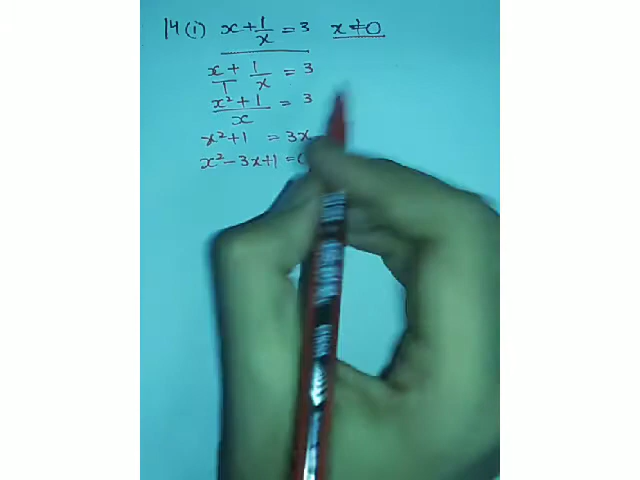 14(i) x + 1/x = 3 x ≠ 0
x/1 + 1/x = 3
x² + 1/x = 3
x² + 1 = 3x
x² - 3x + 1 = 0